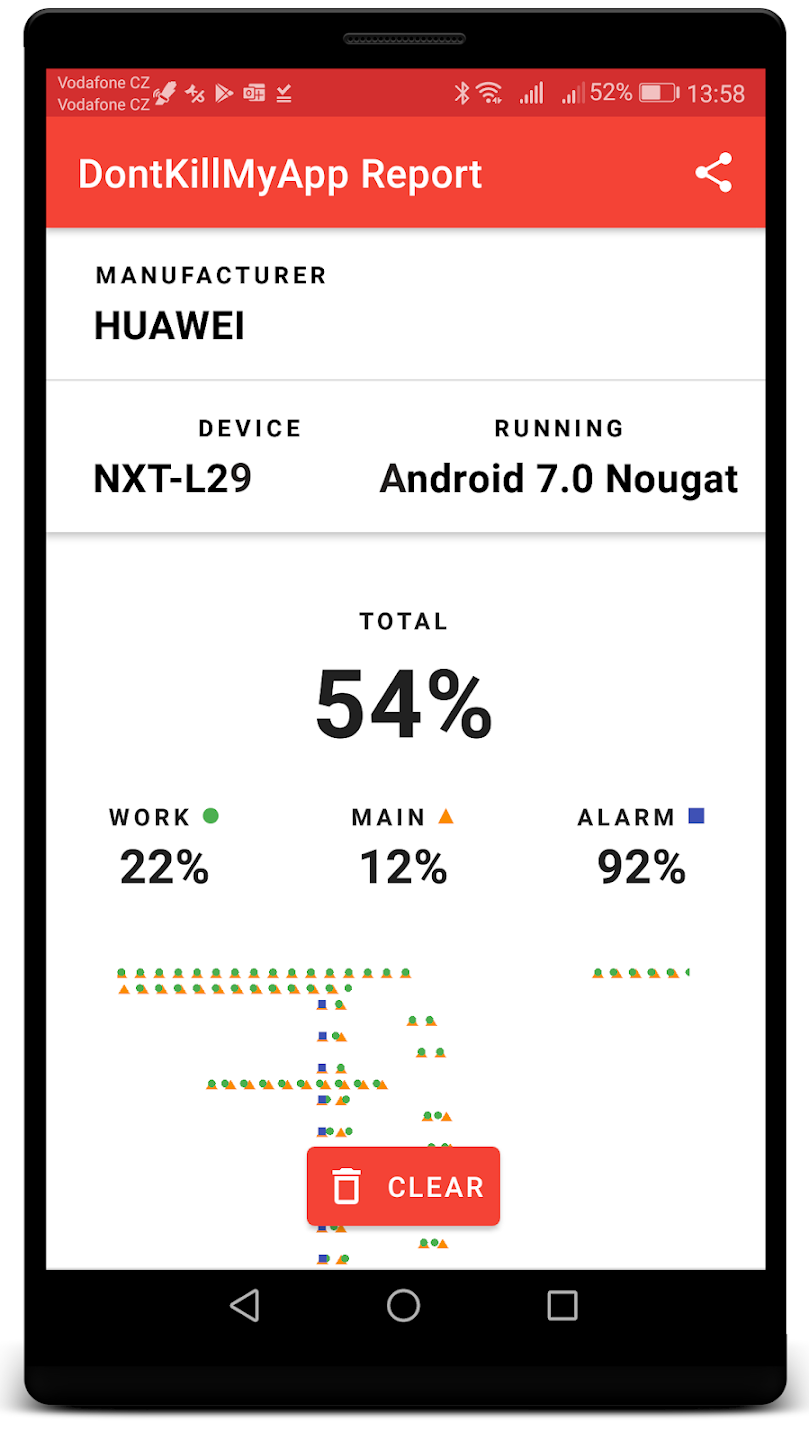 Vodafone CZ
Vodafone CZ
52% 13:58
DontKillMyApp Report
MANUFACTURER
HUAWEI
DEVICE RUNNING
NXT-L29 Android 7.0 Nougat
TOTAL
54%
WORK MAIN ALARM
22% 12% 92%
CLEAR